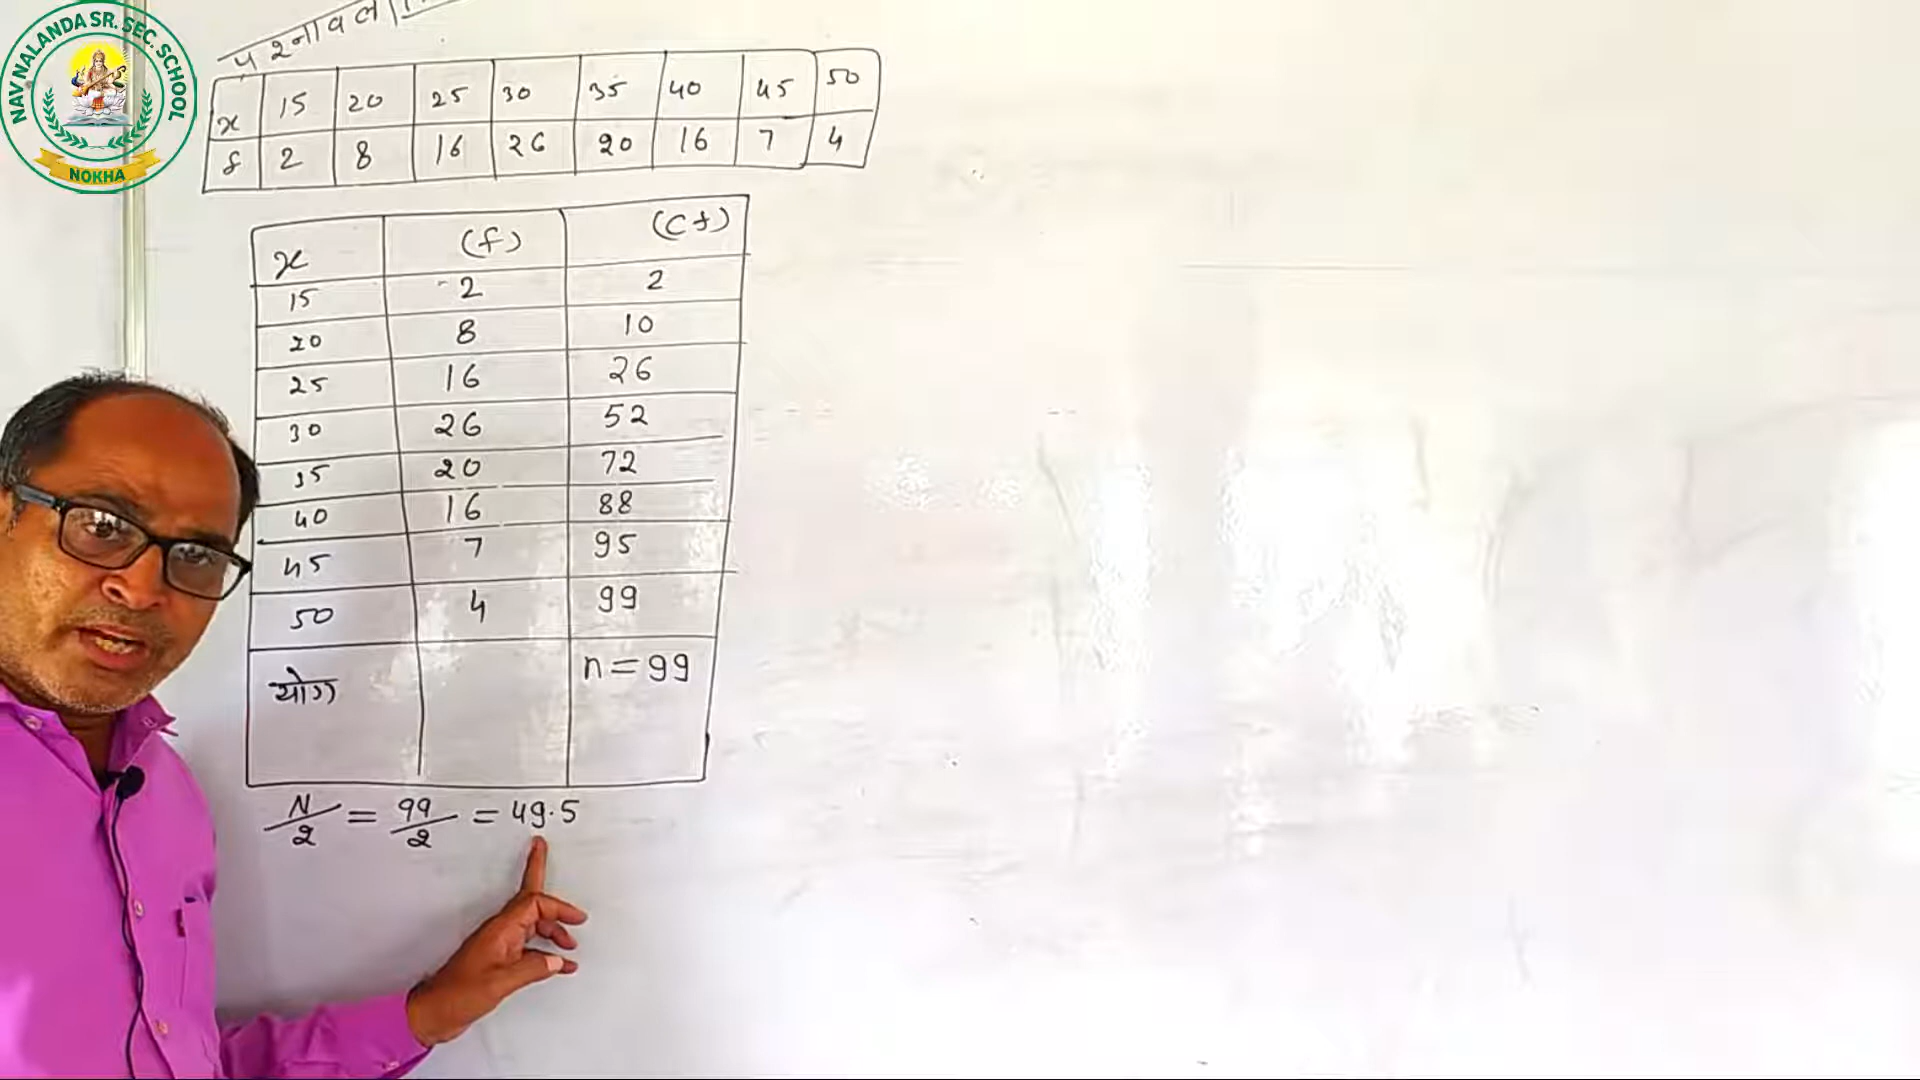 NAV NALANDA SR. SEC. SCHOOL
NOKHA
x 15 20 25 30 35 40 45 50
f 2 8 16 26 20 16 7 4
x (f) (cf)
15 2 2
20 8 10
25 16 26
30 26 52
35 20 72
40 16 88
45 7 95
50 4 99
योग n = 99
N/2 = 99/2 = 49.5